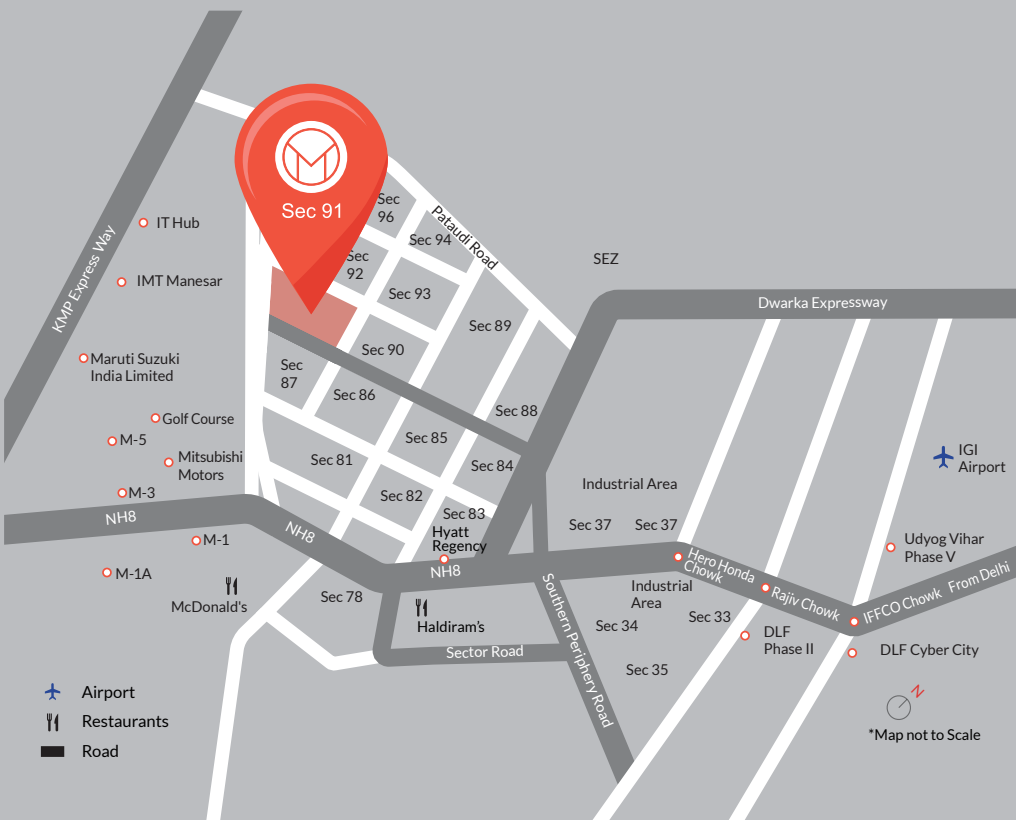 Sec 91
Sec
96
Sec 94
Pataudi Road
IT Hub
Sec
92
SEZ
IMT Manesar
KMP Express Way
Sec 93
Dwarka Expressway
Sec 89
Sec 90
Maruti Suzuki
India Limited
Sec
87
Sec 86
Sec 88
Golf Course
M-5
Sec 85
Mitsubishi
Motors
Sec 81
Sec 84
IGI
Airport
Industrial Area
M-3
Sec 82
Sec 83
NH8
NH8
Sec 37
Sec 37
Hyatt
Regency
NH8
M-1
Udyog Vihar
Phase V
Hero Honda
Chowk
M-1A
McDonald's
Sec 78
Industrial
Area
Rajiv Chowk
IFFCO Chowk
From Delhi
Haldiram's
Sec 33
Sec 34
Southern Periphery Road
DLF
Phase II
DLF Cyber City
Sector Road
Sec 35
Airport
N
Restaurants
*Map not to Scale
Road